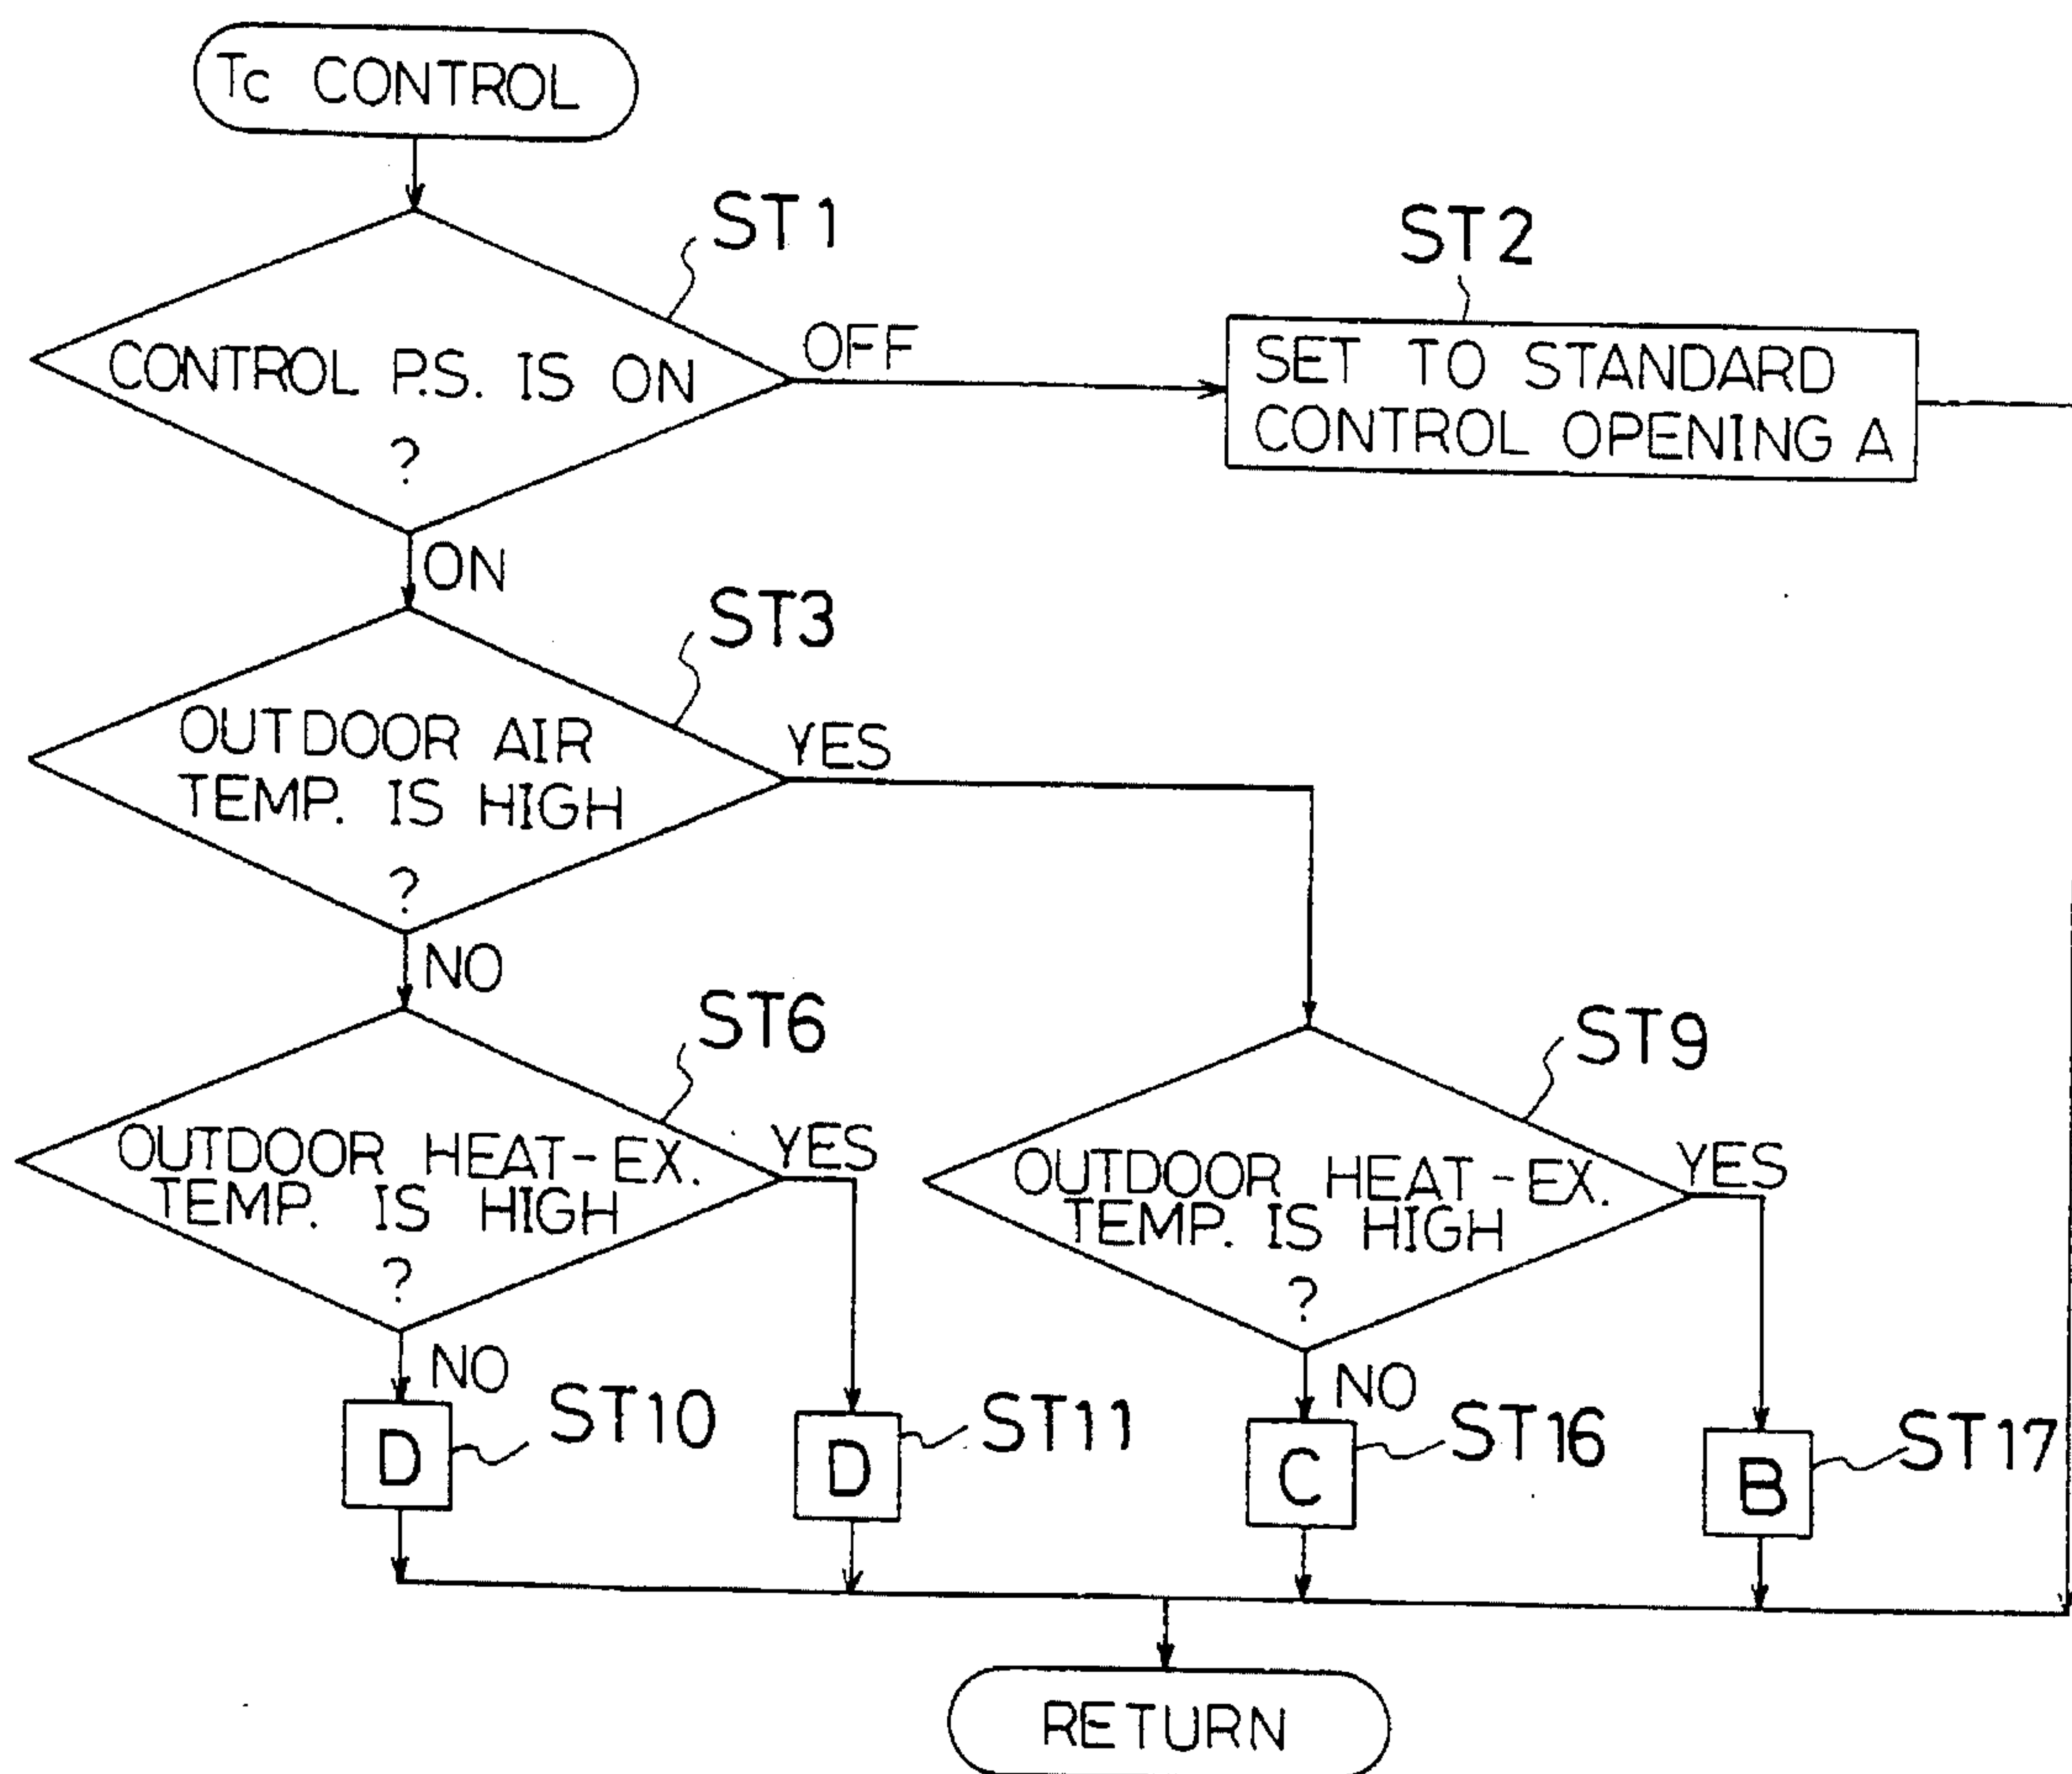 Tc CONTROL
ST1
ST2
CONTROL P.S. IS ON
?
OFF
SET TO STANDARD
CONTROL OPENING A
ON
ST3
OUTDOOR AIR
TEMP. IS HIGH
?
YES
NO
ST6
ST9
OUTDOOR HEAT-EX.
TEMP. IS HIGH
?
YES
OUTDOOR HEAT-EX.
TEMP. IS HIGH
?
YES
NO
NO
D
ST10
D
ST11
C
ST16
B
ST17
RETURN